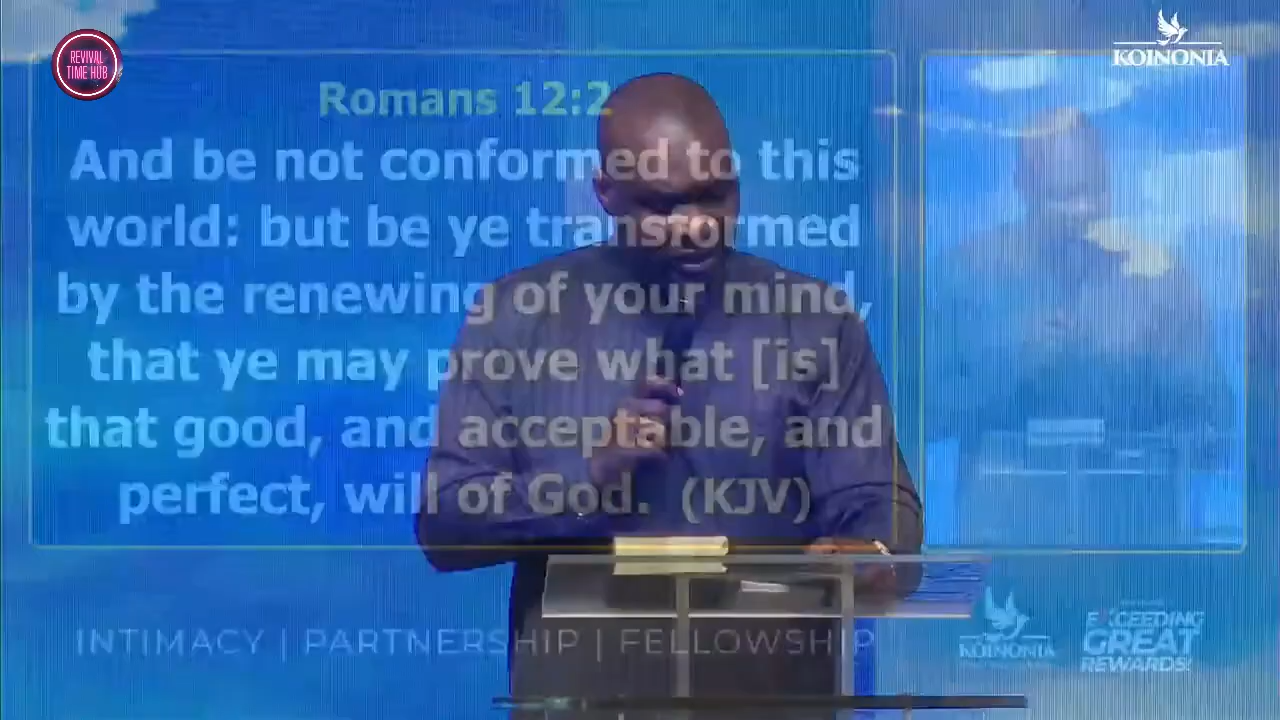 REVIVAL
TIME HUB
KOINONIA
Romans 12:2
And be not conformed to this
world: but be ye transformed
by the renewing of your mind,
that ye may prove what [is]
that good, and acceptable, and
perfect, will of God. (KJV)
INTIMACY | PARTNERSHIP | FELLOWSHIP
KOINONIA
EXCEEDING
GREAT
REWARDS!